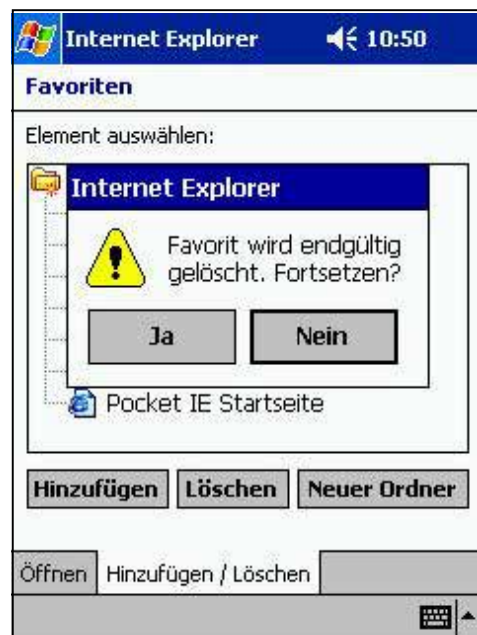 Internet Explorer 10:50
Favoriten
Element auswählen:
Internet Explorer
Favorit wird endgültig
gelöscht. Fortsetzen?
Ja Nein
Pocket IE Startseite
Hinzufügen Löschen Neuer Ordner
Öffnen Hinzufügen / Löschen